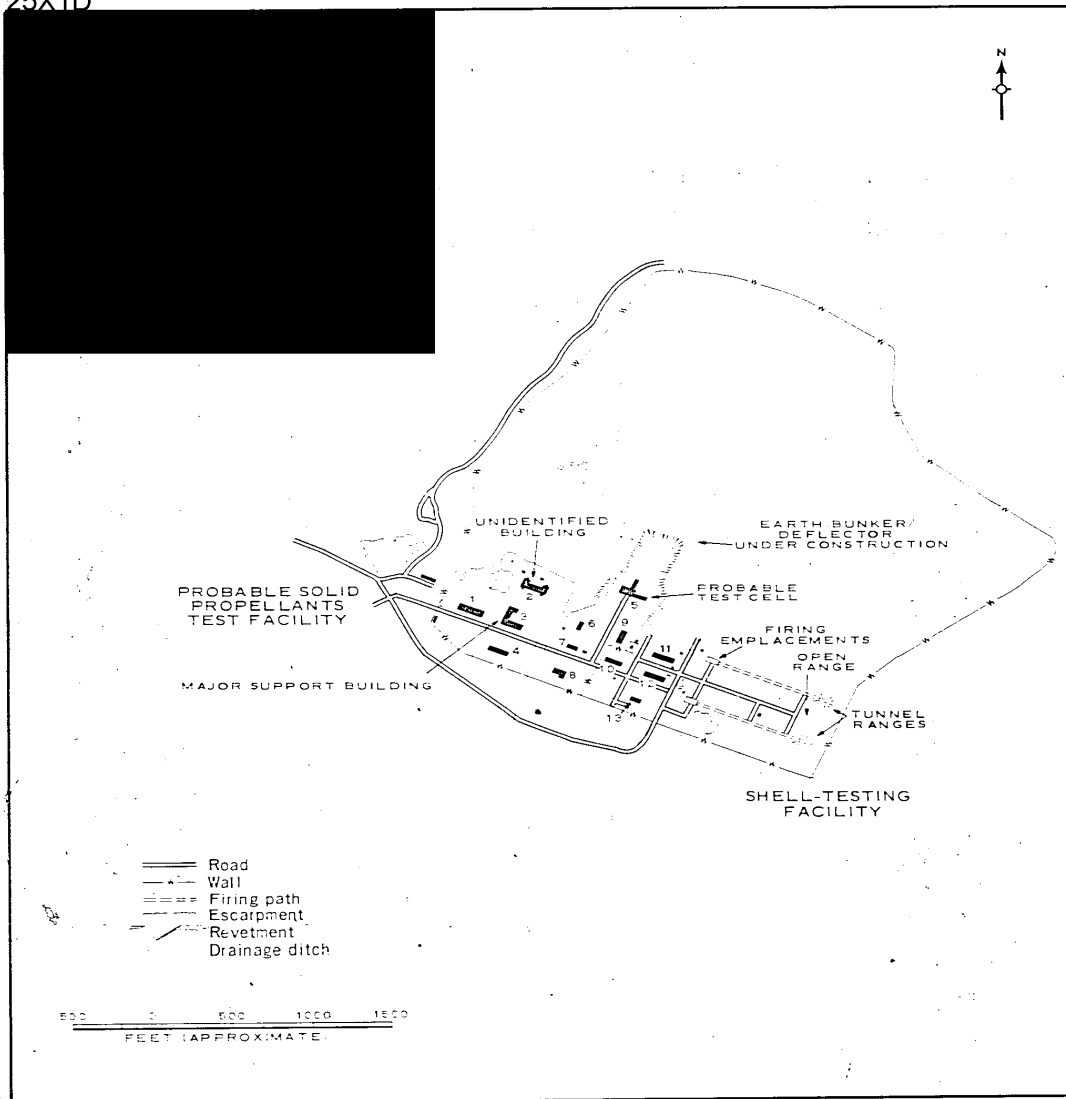 25X1D
N
UNIDENTIFIED
BUILDING
EARTH BUNKER/
DEFLECTOR
UNDER CONSTRUCTION
PROBABLE SOLID
PROPELLANTS
TEST FACILITY
PROBABLE
TEST CELL
FIRING
EMPLACEMENTS
OPEN
RANGE
MAJOR SUPPORT BUILDING
TUNNEL
RANGES
1
2
3
4
5
6
7
8
9
10
11
12
13
SHELL-TESTING
FACILITY
Road
Wall
Firing path
Escarpment
Revetment
Drainage ditch
500 0 500 1000 1500
FEET (APPROXIMATE)